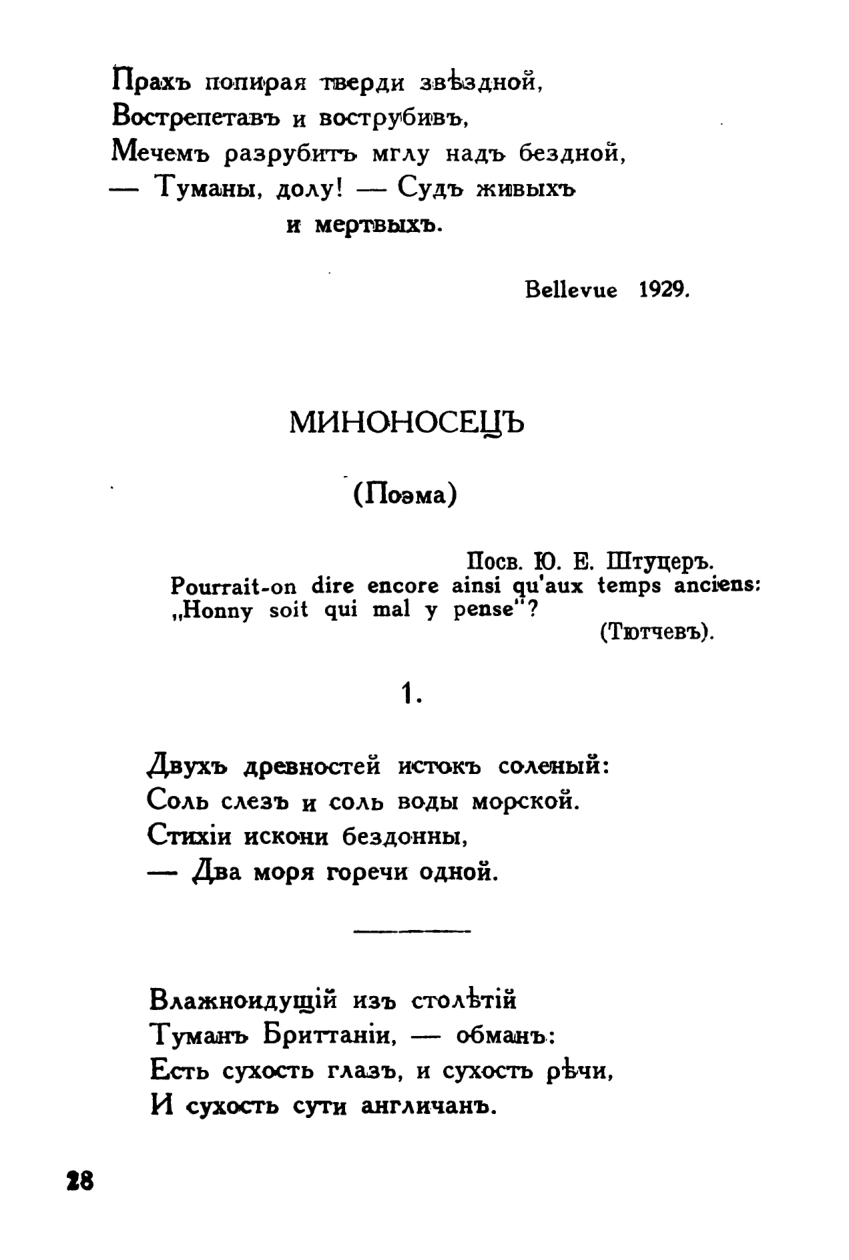 Прахъ попирая тверди звѣздной,
Вострепетавъ и вострубивъ,
Мечемъ разрубитъ мглу надъ бездной,
— Туманы, долу! — Судъ живыхъ
и мертвыхъ.
Bellevue 1929.
МИНОНОСЕЦЪ
(Поэма)
Посв. Ю. Е. Штуцеръ.
Pourrait-on dire encore ainsi qu'aux temps anciens:
„Honny soit qui mal y pense“?
(Тютчевъ).
1.
Двухъ древностей истокъ соленый:
Соль слезъ и соль воды морской.
Стихіи искони бездонны,
— Два моря горечи одной.
Влажноидущій изъ столѣтій
Туманъ Бриттаніи, — обманъ:
Есть сухость глазъ, и сухость рѣчи,
И сухость сути англичанъ.
28